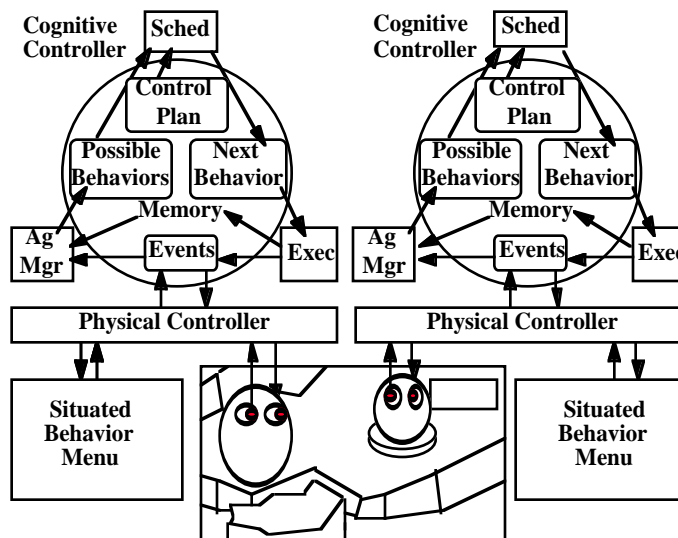 Cognitive
Controller
Sched
Control
Plan
Possible
Behaviors
Next
Behavior
Memory
Ag
Mgr
Events
Exec
Physical Controller
Situated
Behavior
Menu
Cognitive
Controller
Sched
Control
Plan
Possible
Behaviors
Next
Behavior
Memory
Ag
Mgr
Events
Exec
Physical Controller
Situated
Behavior
Menu